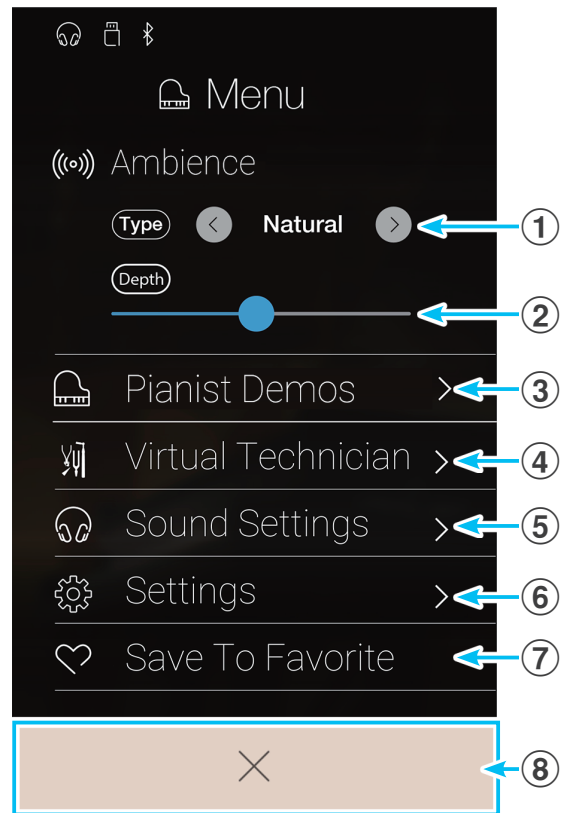 Menu
Ambience
Type < Natural > 1
Depth
2
Pianist Demos > 3
Virtual Technician > 4
Sound Settings > 5
Settings > 6
Save To Favorite 7
× 8